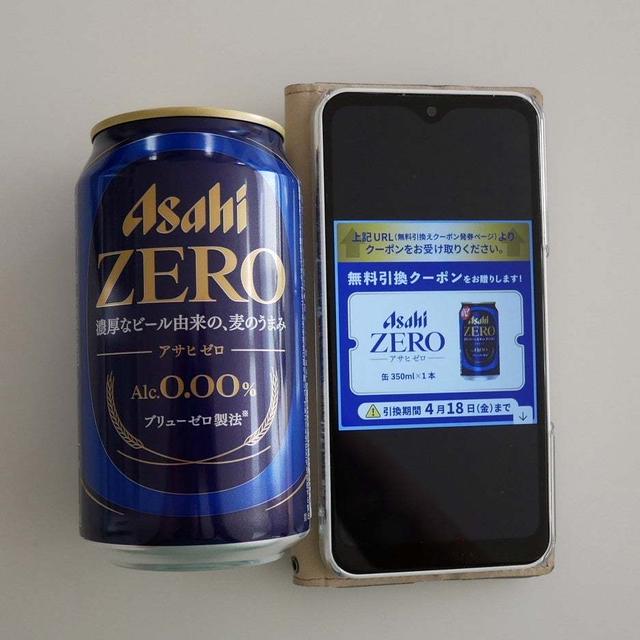 Asahi
ZERO
濃厚なビール由来の、麦のうまみ
アサヒ ゼロ
Alc.0.00%
ブリューゼロ製法※
上記URL(無料引換えクーポン発券ページ)より
クーポンをお受け取りください。
無料引換クーポンをお贈りします!
Asahi
ZERO
アサヒ ゼロ
缶 350ml×1本
Asahi
ZERO
引換期間 4月18日(金)まで